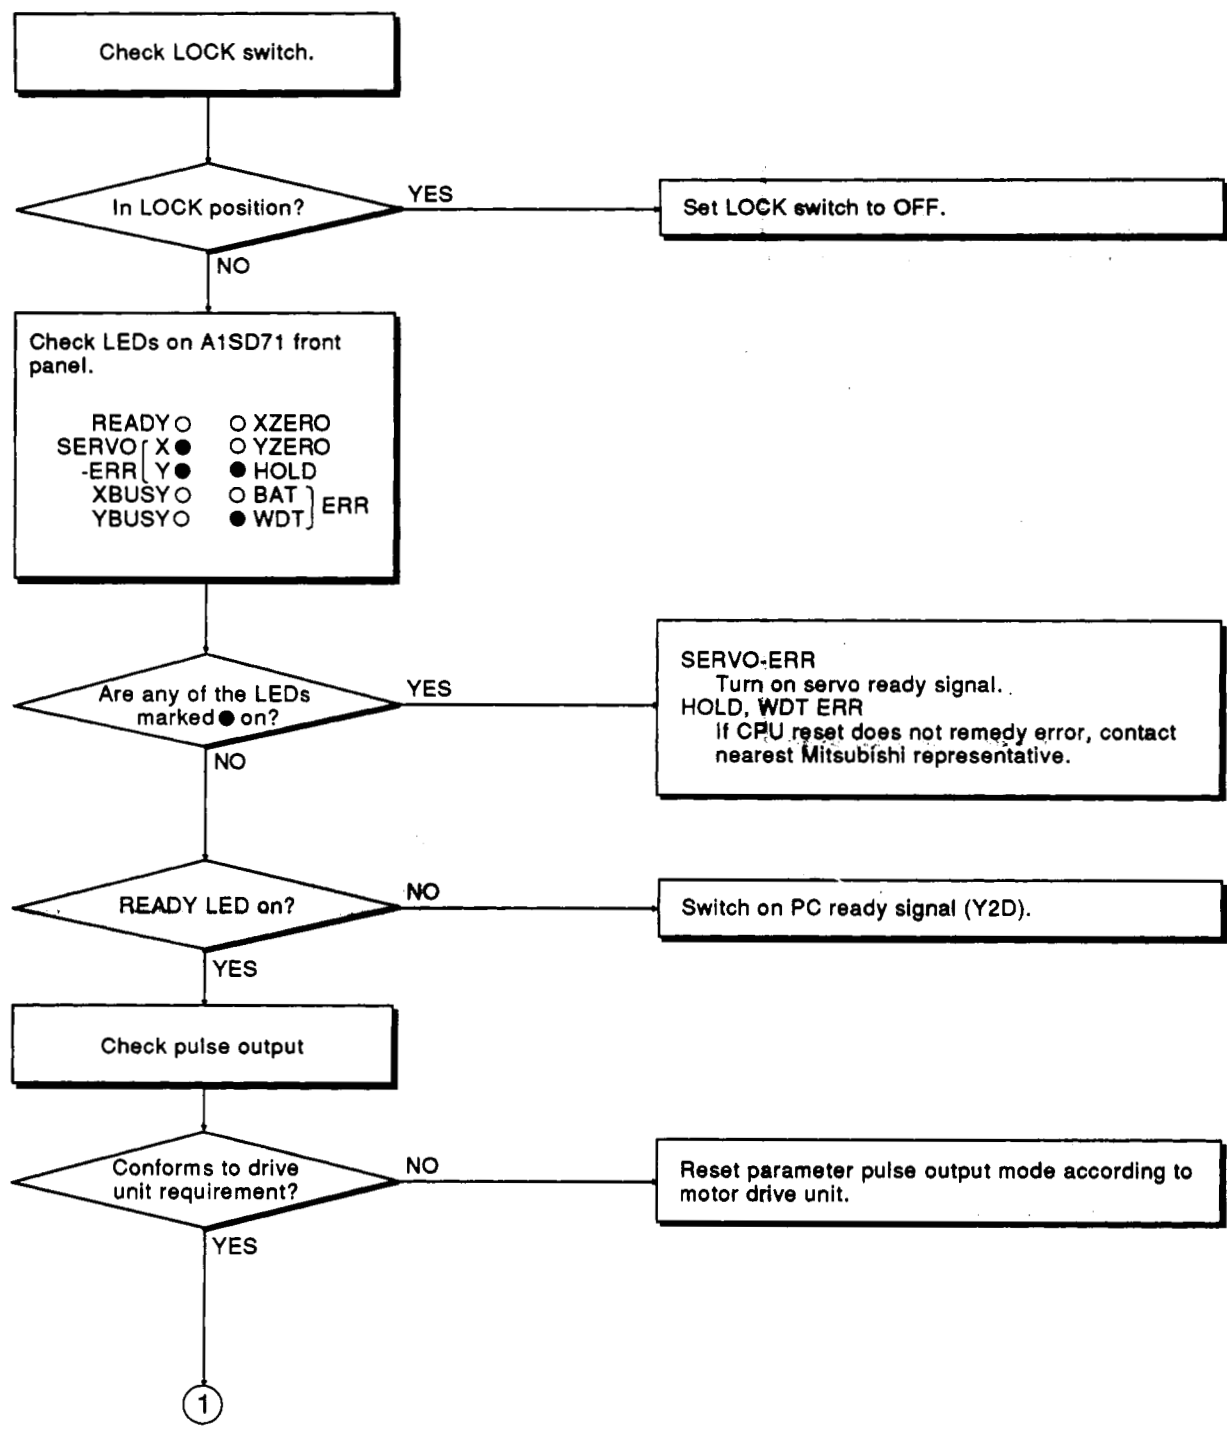 Check LOCK switch.
In LOCK position?
YES
Set LOCK switch to OFF.
NO
Check LEDs on A1SD71 front
panel.
READY ○ ○ XZERO
SERVO X ● ○ YZERO
-ERR Y ● ● HOLD
XBUSY ○ ○ BAT ERR
YBUSY ○ ● WDT
Are any of the LEDs
marked ● on?
YES
SERVO-ERR
Turn on servo ready signal.
HOLD, WDT ERR
If CPU reset does not remedy error, contact
nearest Mitsubishi representative.
NO
READY LED on?
NO
Switch on PC ready signal (Y2D).
YES
Check pulse output
Conforms to drive
unit requirement?
NO
Reset parameter pulse output mode according to
motor drive unit.
YES
1